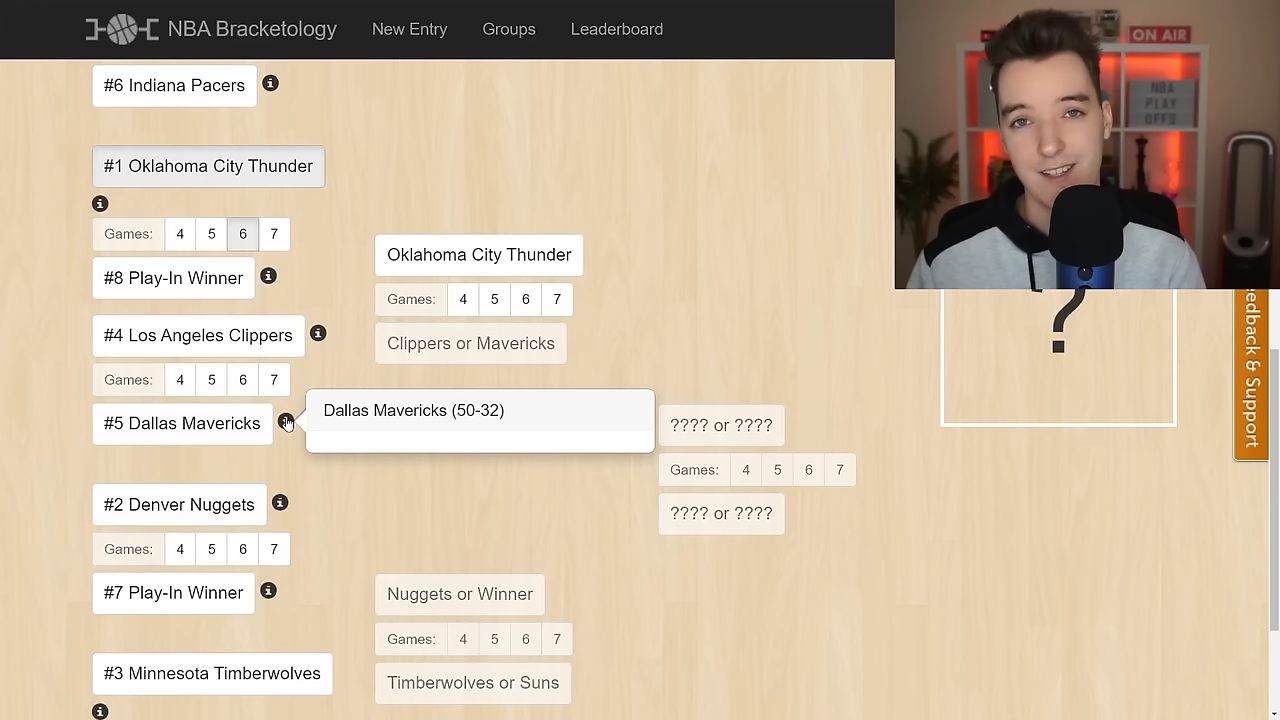 NBA Bracketology
New Entry
Groups
Leaderboard
ON AIR
NBA
PLAY
OFFS
#6 Indiana Pacers
#1 Oklahoma City Thunder
Games: 4 5 6 7
#8 Play-In Winner
Oklahoma City Thunder
Games: 4 5 6 7
Clippers or Mavericks
#4 Los Angeles Clippers
Games: 4 5 6 7
#5 Dallas Mavericks
Dallas Mavericks (50-32)
???? or ????
Games: 4 5 6 7
???? or ????
?
#2 Denver Nuggets
Games: 4 5 6 7
#7 Play-In Winner
Nuggets or Winner
Games: 4 5 6 7
Timberwolves or Suns
#3 Minnesota Timberwolves
edback & Support